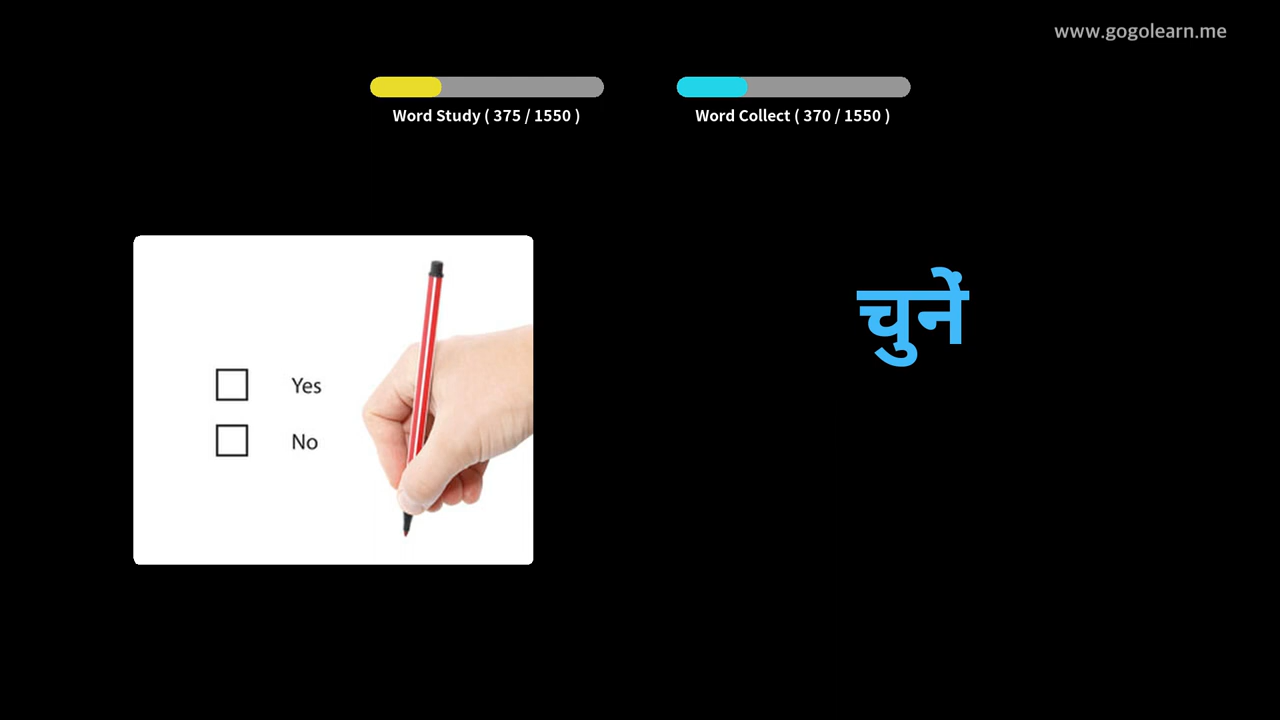 www.gogolearn.me
Word Study ( 375 / 1550 )
Word Collect ( 370 / 1550 )
चुनें
Yes
No